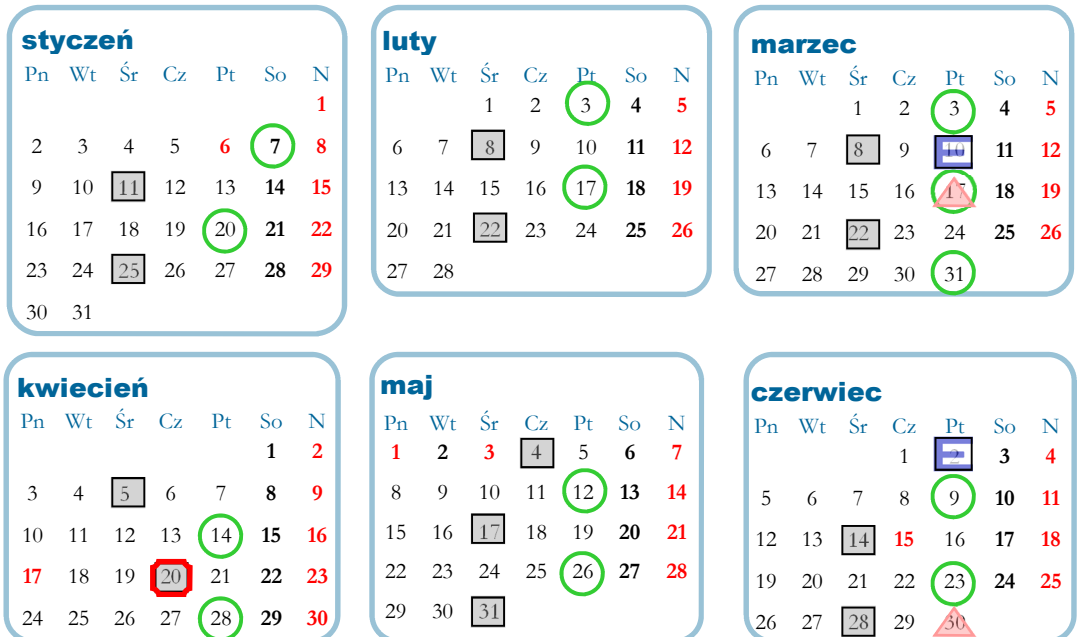 styczeń
Pn Wt Śr Cz Pt So N
1
2 3 4 5 6 7 8
9 10 11 12 13 14 15
16 17 18 19 20 21 22
23 24 25 26 27 28 29
30 31
luty
Pn Wt Śr Cz Pt So N
1 2 3 4 5
6 7 8 9 10 11 12
13 14 15 16 17 18 19
20 21 22 23 24 25 26
27 28
marzec
Pn Wt Śr Cz Pt So N
1 2 3 4 5
6 7 8 9 10 11 12
13 14 15 16 17 18 19
20 21 22 23 24 25 26
27 28 29 30 31
kwiecień
Pn Wt Śr Cz Pt So N
1 2
3 4 5 6 7 8 9
10 11 12 13 14 15 16
17 18 19 20 21 22 23
24 25 26 27 28 29 30
maj
Pn Wt Śr Cz Pt So N
1 2 3 4 5 6 7
8 9 10 11 12 13 14
15 16 17 18 19 20 21
22 23 24 25 26 27 28
29 30 31
czerwiec
Pn Wt Śr Cz Pt So N
1 2 3 4
5 6 7 8 9 10 11
12 13 14 15 16 17 18
19 20 21 22 23 24 25
26 27 28 29 30